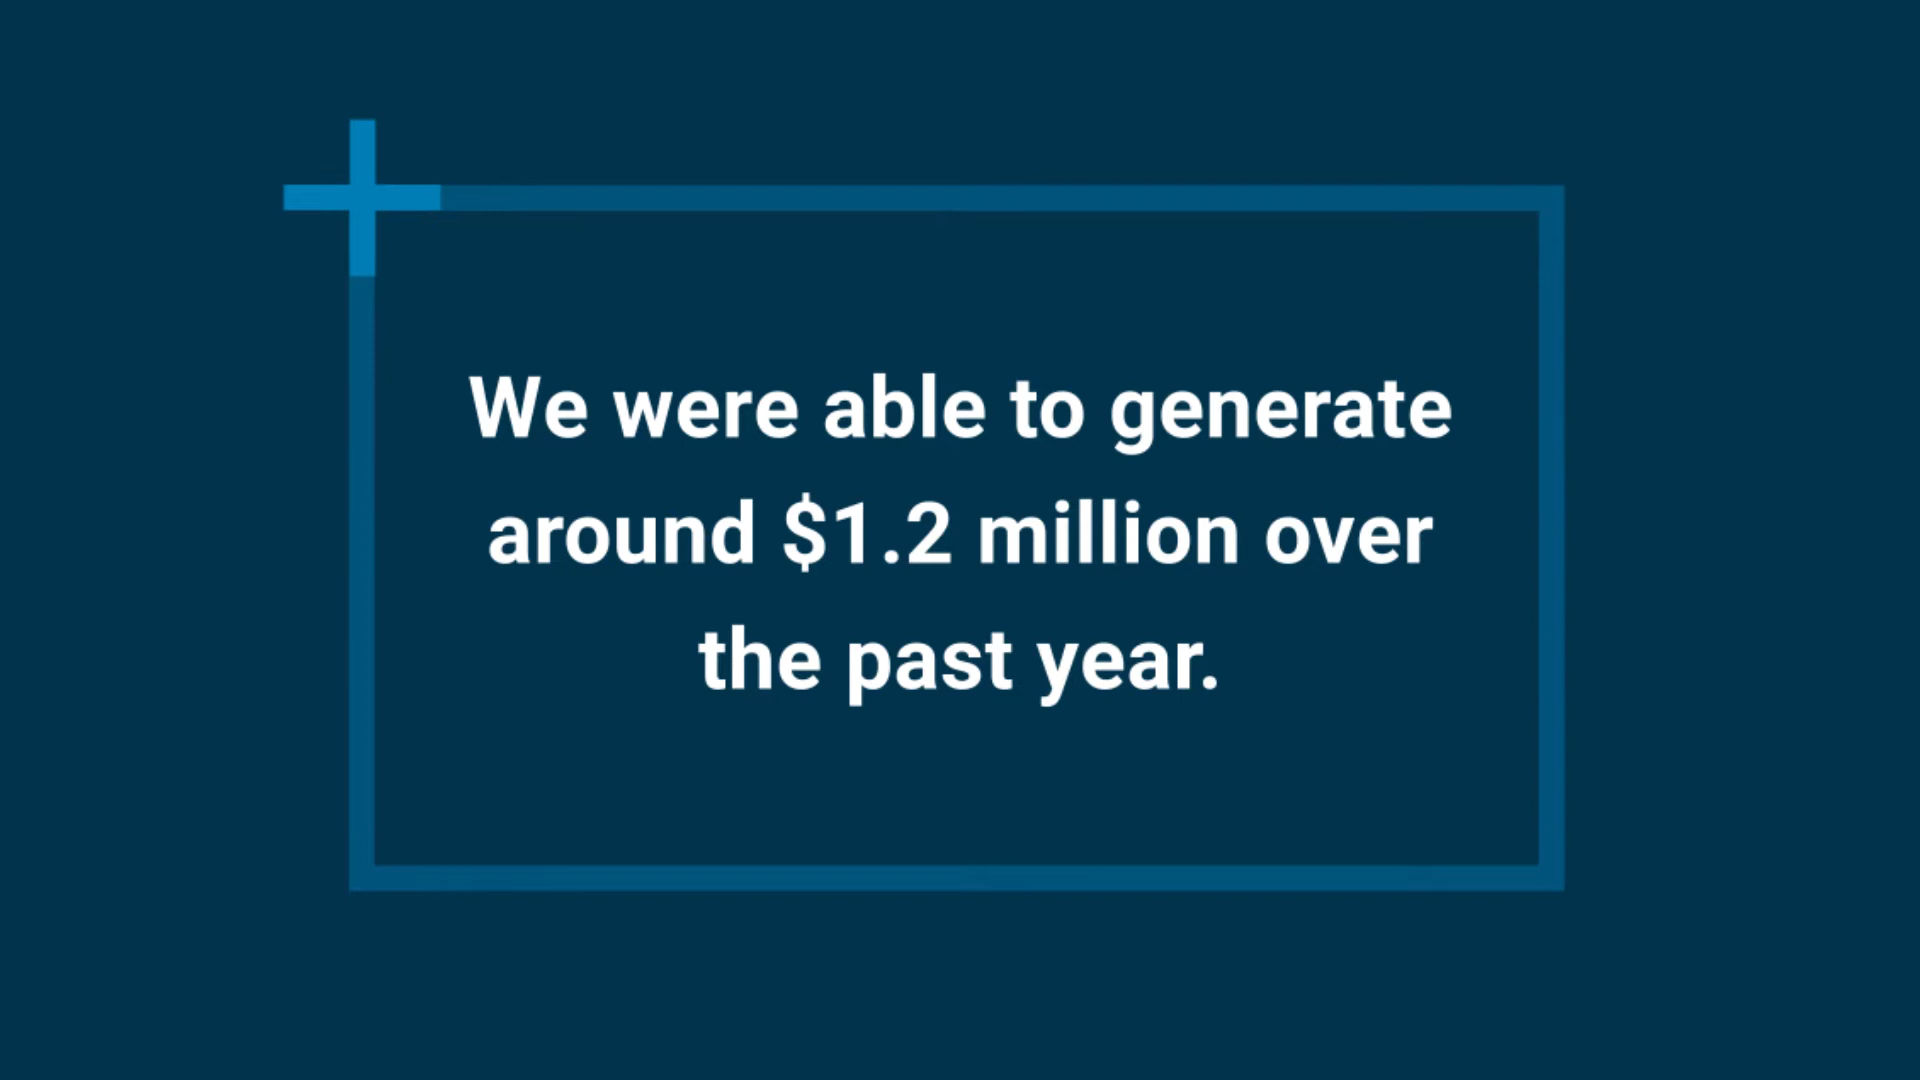 We were able to generate
around $1.2 million over
the past year.